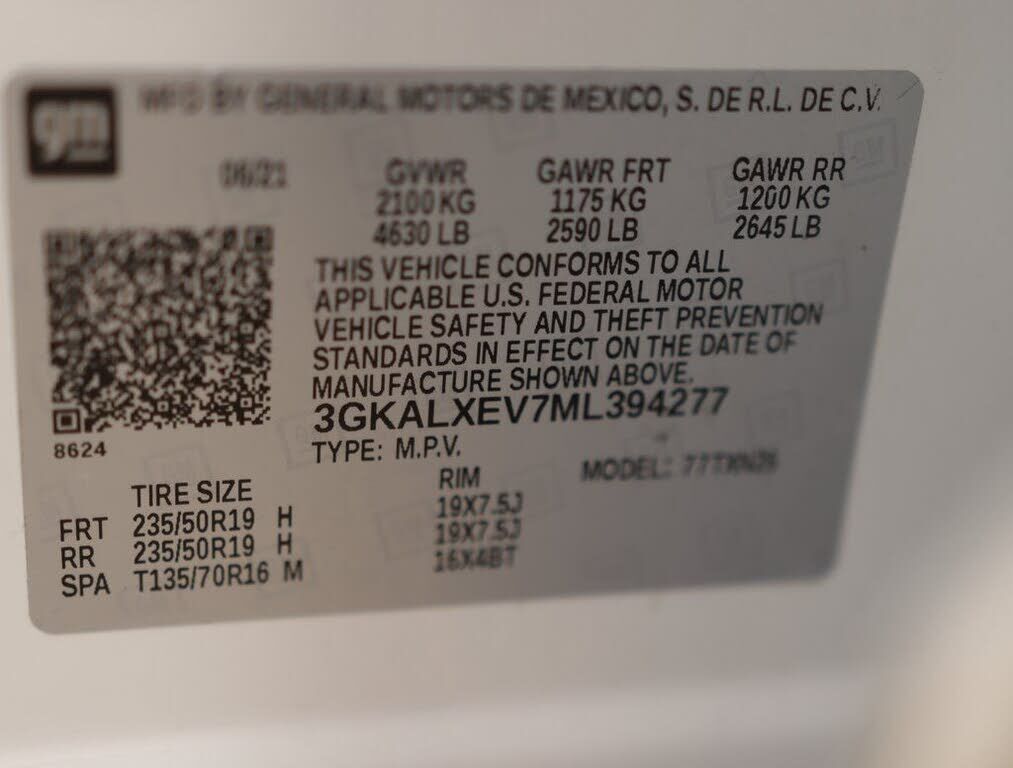 gm
MFD BY GENERAL MOTORS DE MEXICO, S. DE R.L. DE C.V.
06/21 GVWR GAWR FRT GAWR RR
2100 KG 1175 KG 1200 KG
4630 LB 2590 LB 2645 LB
THIS VEHICLE CONFORMS TO ALL
APPLICABLE U.S. FEDERAL MOTOR
VEHICLE SAFETY AND THEFT PREVENTION
STANDARDS IN EFFECT ON THE DATE OF
MANUFACTURE SHOWN ABOVE.
3GKALXEV7ML394277
8624
TYPE: M.P.V.
MODEL:
TIRE SIZE RIM
FRT 235/50R19 H 19X7.5J
RR 235/50R19 H 19X7.5J
SPA T135/70R16 M 16X4BT